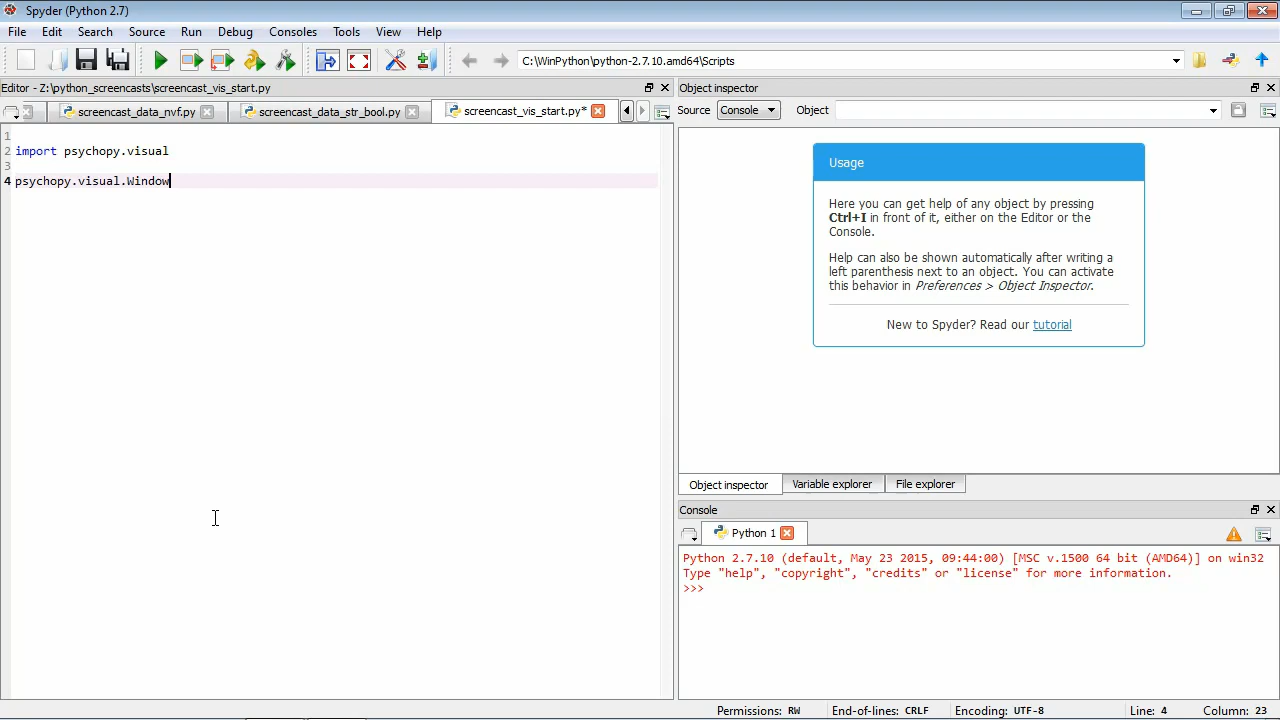 Spyder (Python 2.7)
File Edit Search Source Run Debug Consoles Tools View Help
C:\WinPython\python-2.7.10.amd64\Scripts
Editor - Z:\python_screencasts\screencast_vis_start.py
screencast_data_nvf.py screencast_data_str_bool.py screencast_vis_start.py*
1
2 import psychopy.visual
3
4 psychopy.visual.Window
Object inspector
Source Console Object
Usage
Here you can get help of any object by pressing
Ctrl+I in front of it, either on the Editor or the
Console.
Help can also be shown automatically after writing a
left parenthesis next to an object. You can activate
this behavior in Preferences > Object Inspector.
New to Spyder? Read our tutorial
Object inspector Variable explorer File explorer
Console
Python 1
Python 2.7.10 (default, May 23 2015, 09:44:00) [MSC v.1500 64 bit (AMD64)] on win32
Type "help", "copyright", "credits" or "license" for more information.
>>>
Permissions: RW End-of-lines: CRLF Encoding: UTF-8 Line: 4 Column: 23